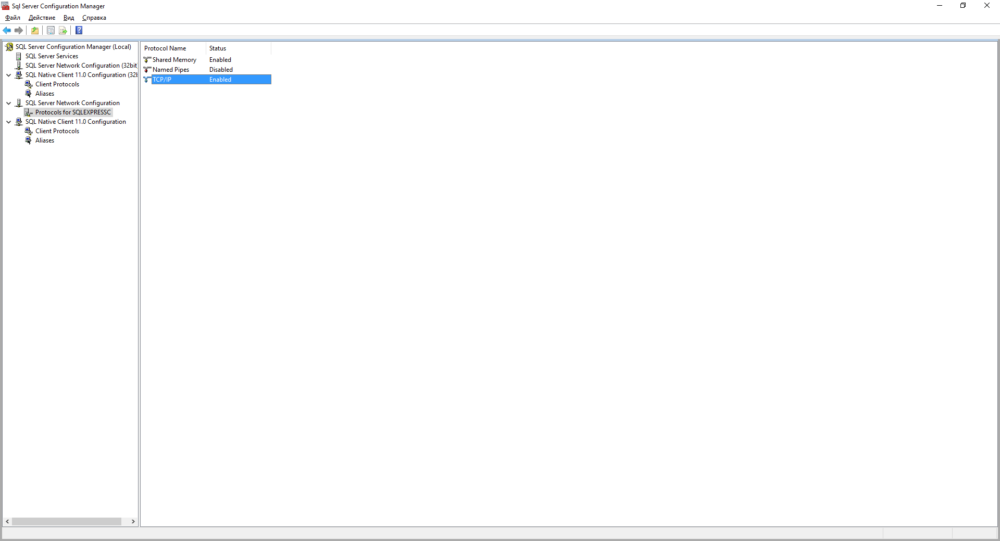 Sql Server Configuration Manager
Файл Действие Вид Справка
SQL Server Configuration Manager (Local)
SQL Server Services
SQL Server Network Configuration (32bit
SQL Native Client 11.0 Configuration (32b
Client Protocols
Aliases
SQL Server Network Configuration
Protocols for SQLEXPRESSC
SQL Native Client 11.0 Configuration
Client Protocols
Aliases
Protocol Name Status
Shared Memory Enabled
Named Pipes Disabled
TCP/IP Enabled